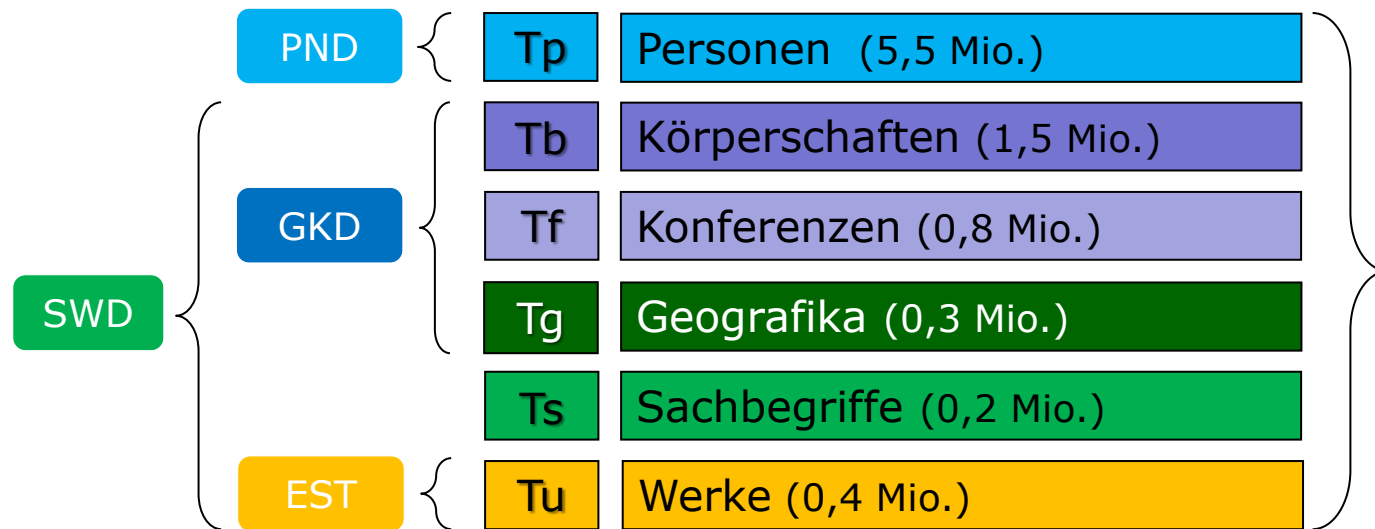 PND
Tp
Personen (5,5 Mio.)
Tb
Körperschaften (1,5 Mio.)
GKD
Tf
Konferenzen (0,8 Mio.)
SWD
Tg
Geografika (0,3 Mio.)
Ts
Sachbegriffe (0,2 Mio.)
EST
Tu
Werke (0,4 Mio.)